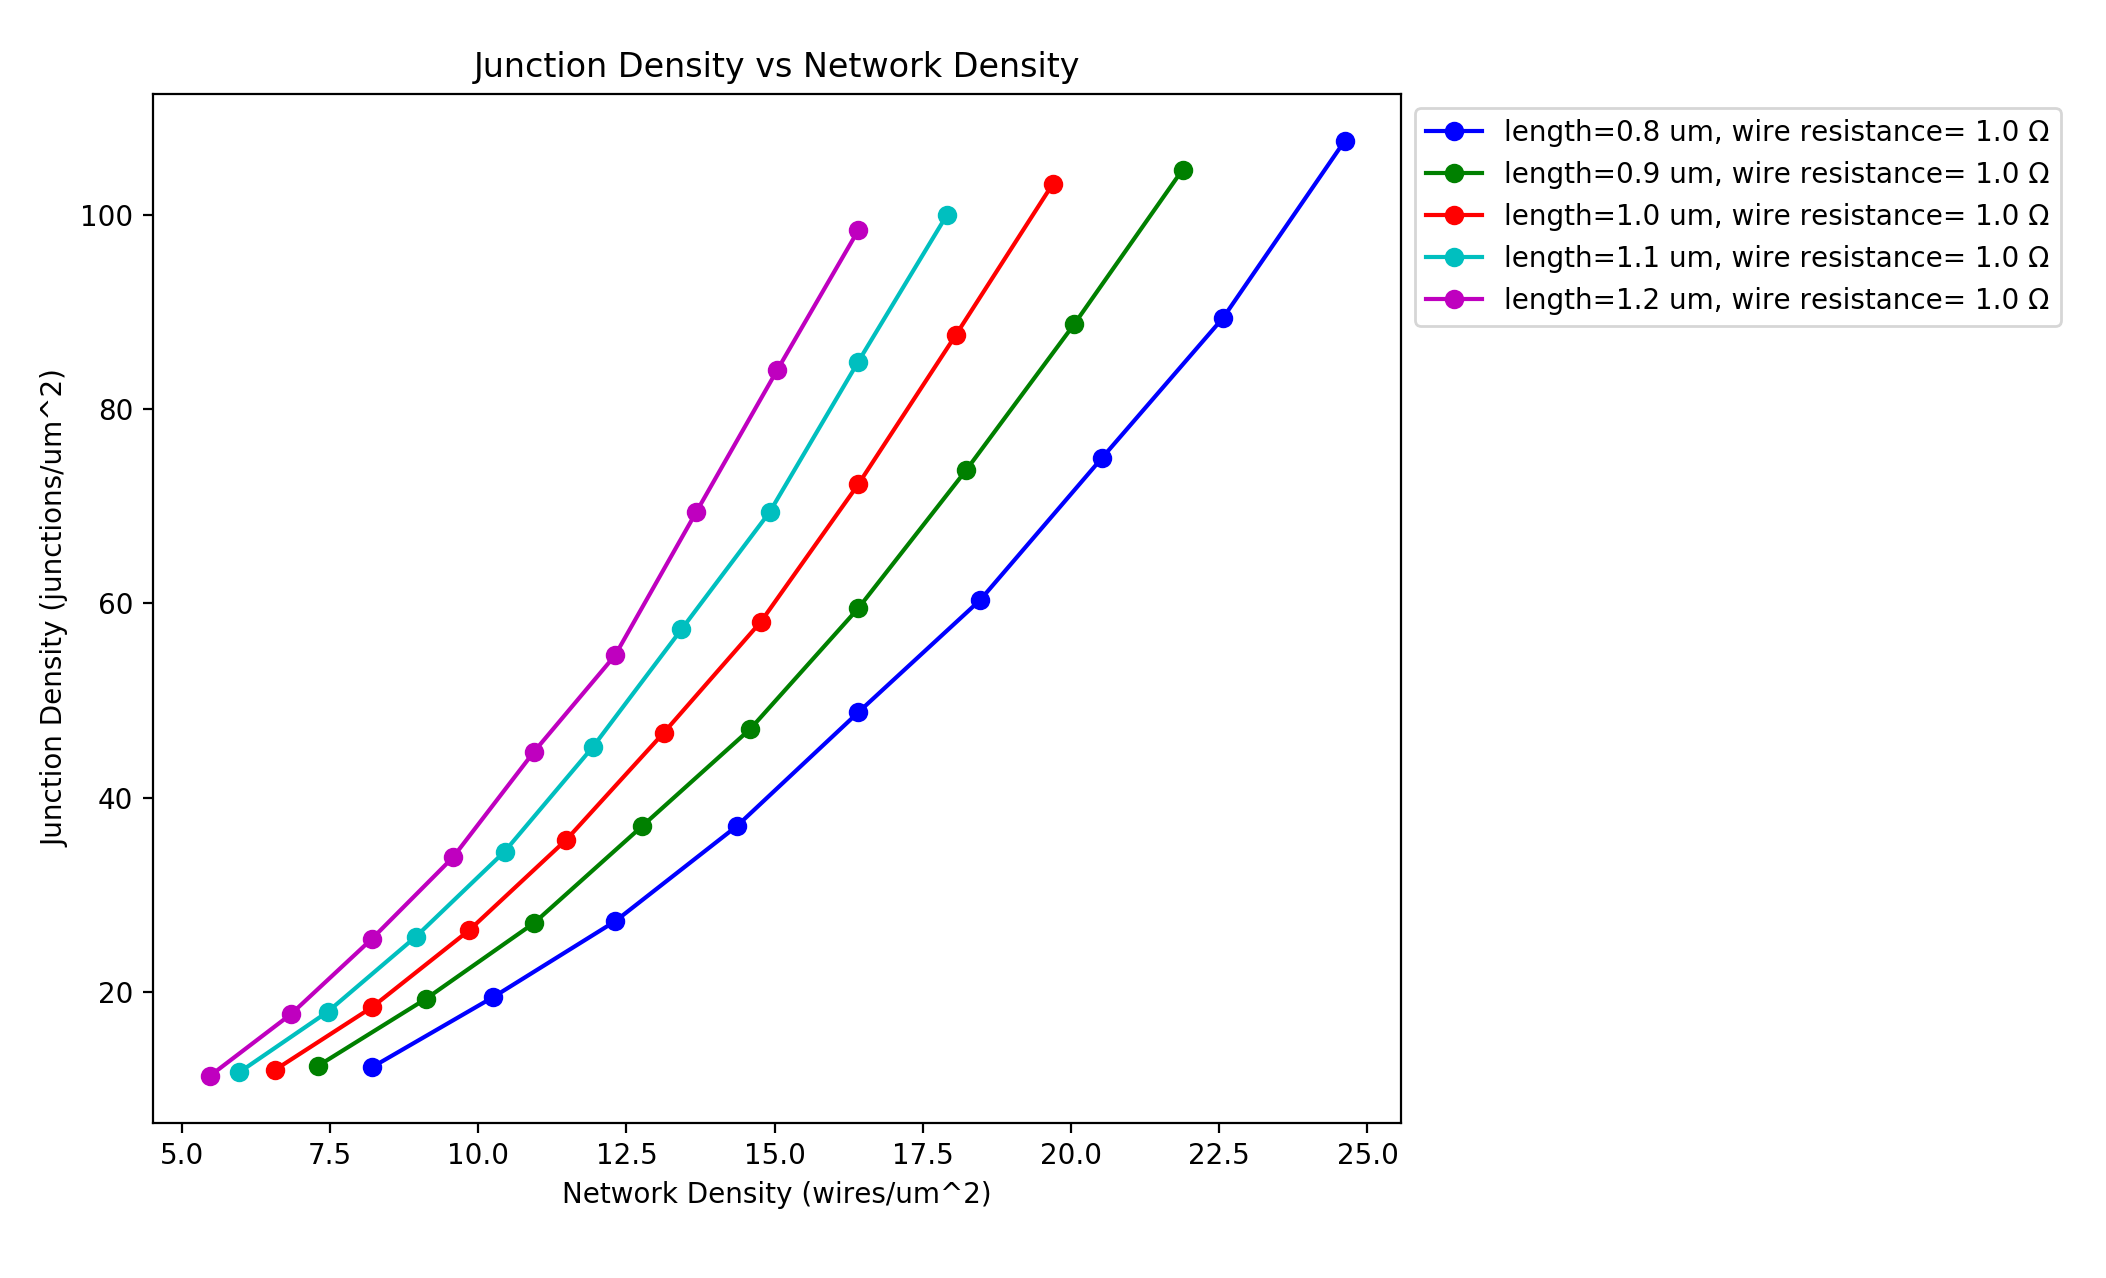 Junction Density vs Network Density
length=0.8 um, wire resistance= 1.0 Ω
length=0.9 um, wire resistance= 1.0 Ω
length=1.0 um, wire resistance= 1.0 Ω
length=1.1 um, wire resistance= 1.0 Ω
length=1.2 um, wire resistance= 1.0 Ω
Junction Density (junctions/um^2)
100
80
60
40
20
5.0 7.5 10.0 12.5 15.0 17.5 20.0 22.5 25.0
Network Density (wires/um^2)